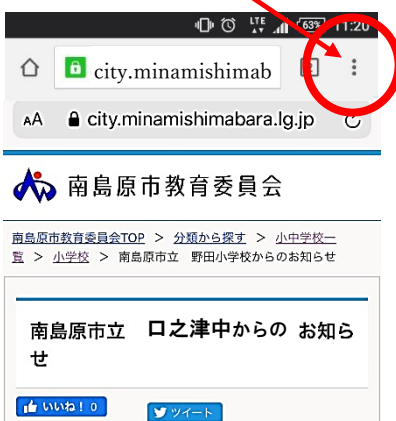 LTE 63% 11:20
city.minamishimab
AA city.minamishimabara.lg.jp
南島原市教育委員会
南島原市教育委員会TOP > 分類から探す > 小中学校一
覧 > 小学校 > 南島原市立 野田小学校からのお知らせ
南島原市立 口之津中からの お知ら
せ
いいね！ 0 ツイート